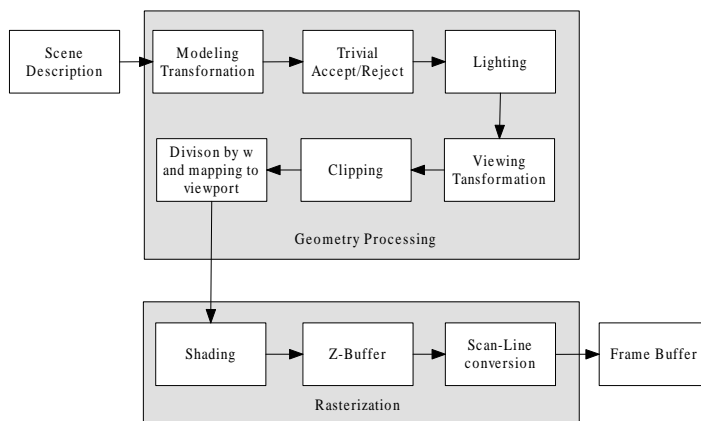 Scene
Description
Modeling
Transfornation
Trivial
Accept/Reject
Lighting
Divison by w
and mapping to
viewport
Clipping
Viewing
Tansformation
Geometry Processing
Shading
Z-Buffer
Scan-Line
conversion
Frame Buffer
Rasterization